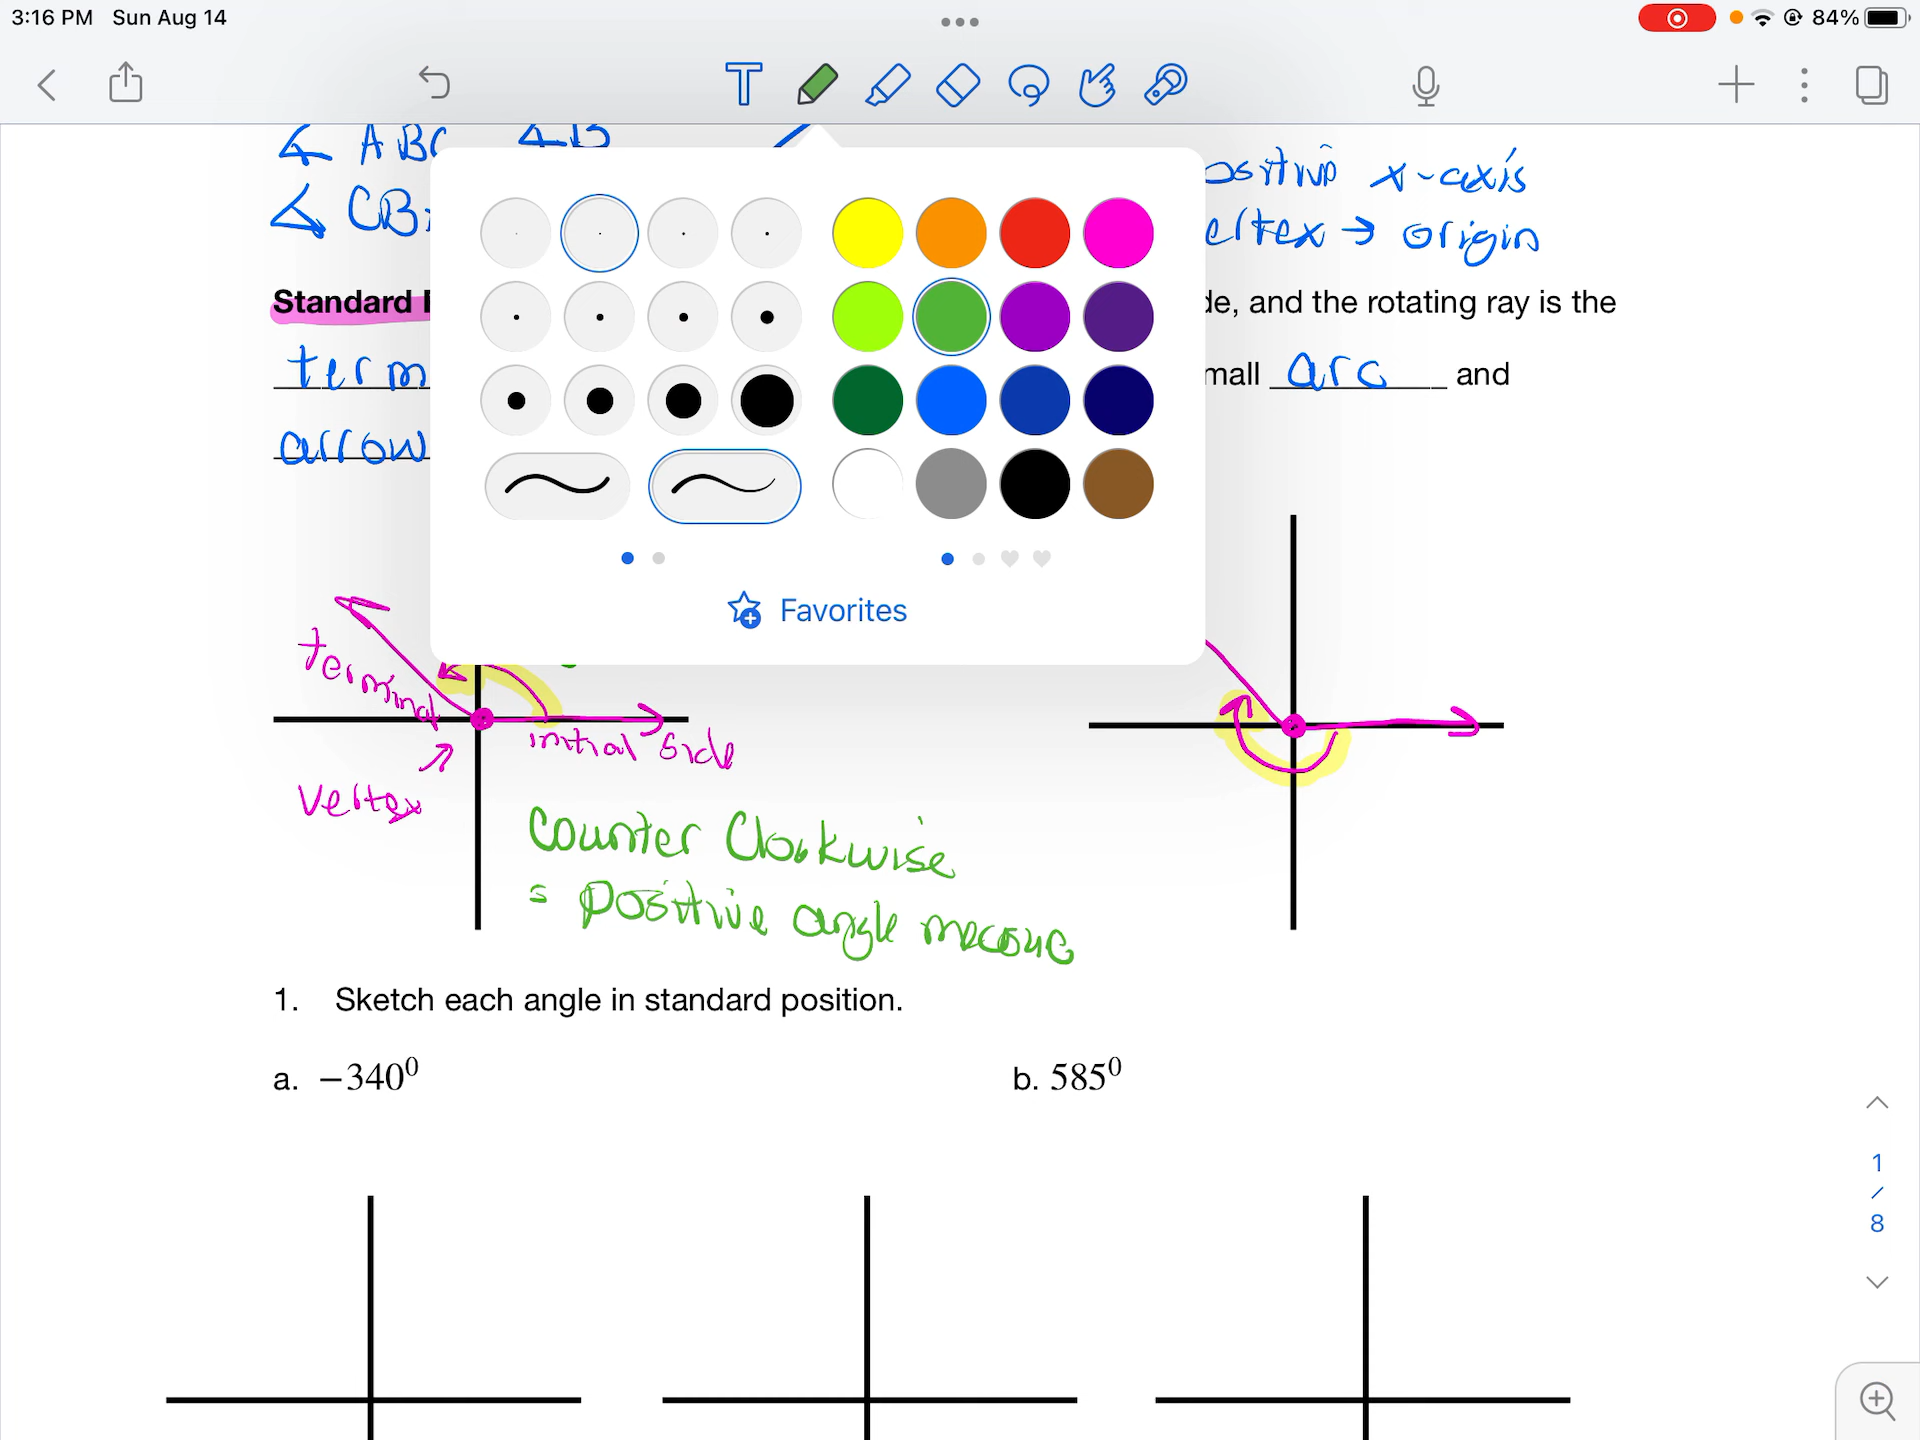 3:16 PM Sun Aug 14
84%
T
∡ ABC ∡B
∡ CB
ositive x-axis
ertex → origin
Standard
de, and the rotating ray is the
term
mall arc and
arrow
Favorites
terminal
initial side
Vertex
Counter Clockwise
= positive angle measure
1. Sketch each angle in standard position.
a. −340⁰
b. 585⁰
1
/
8